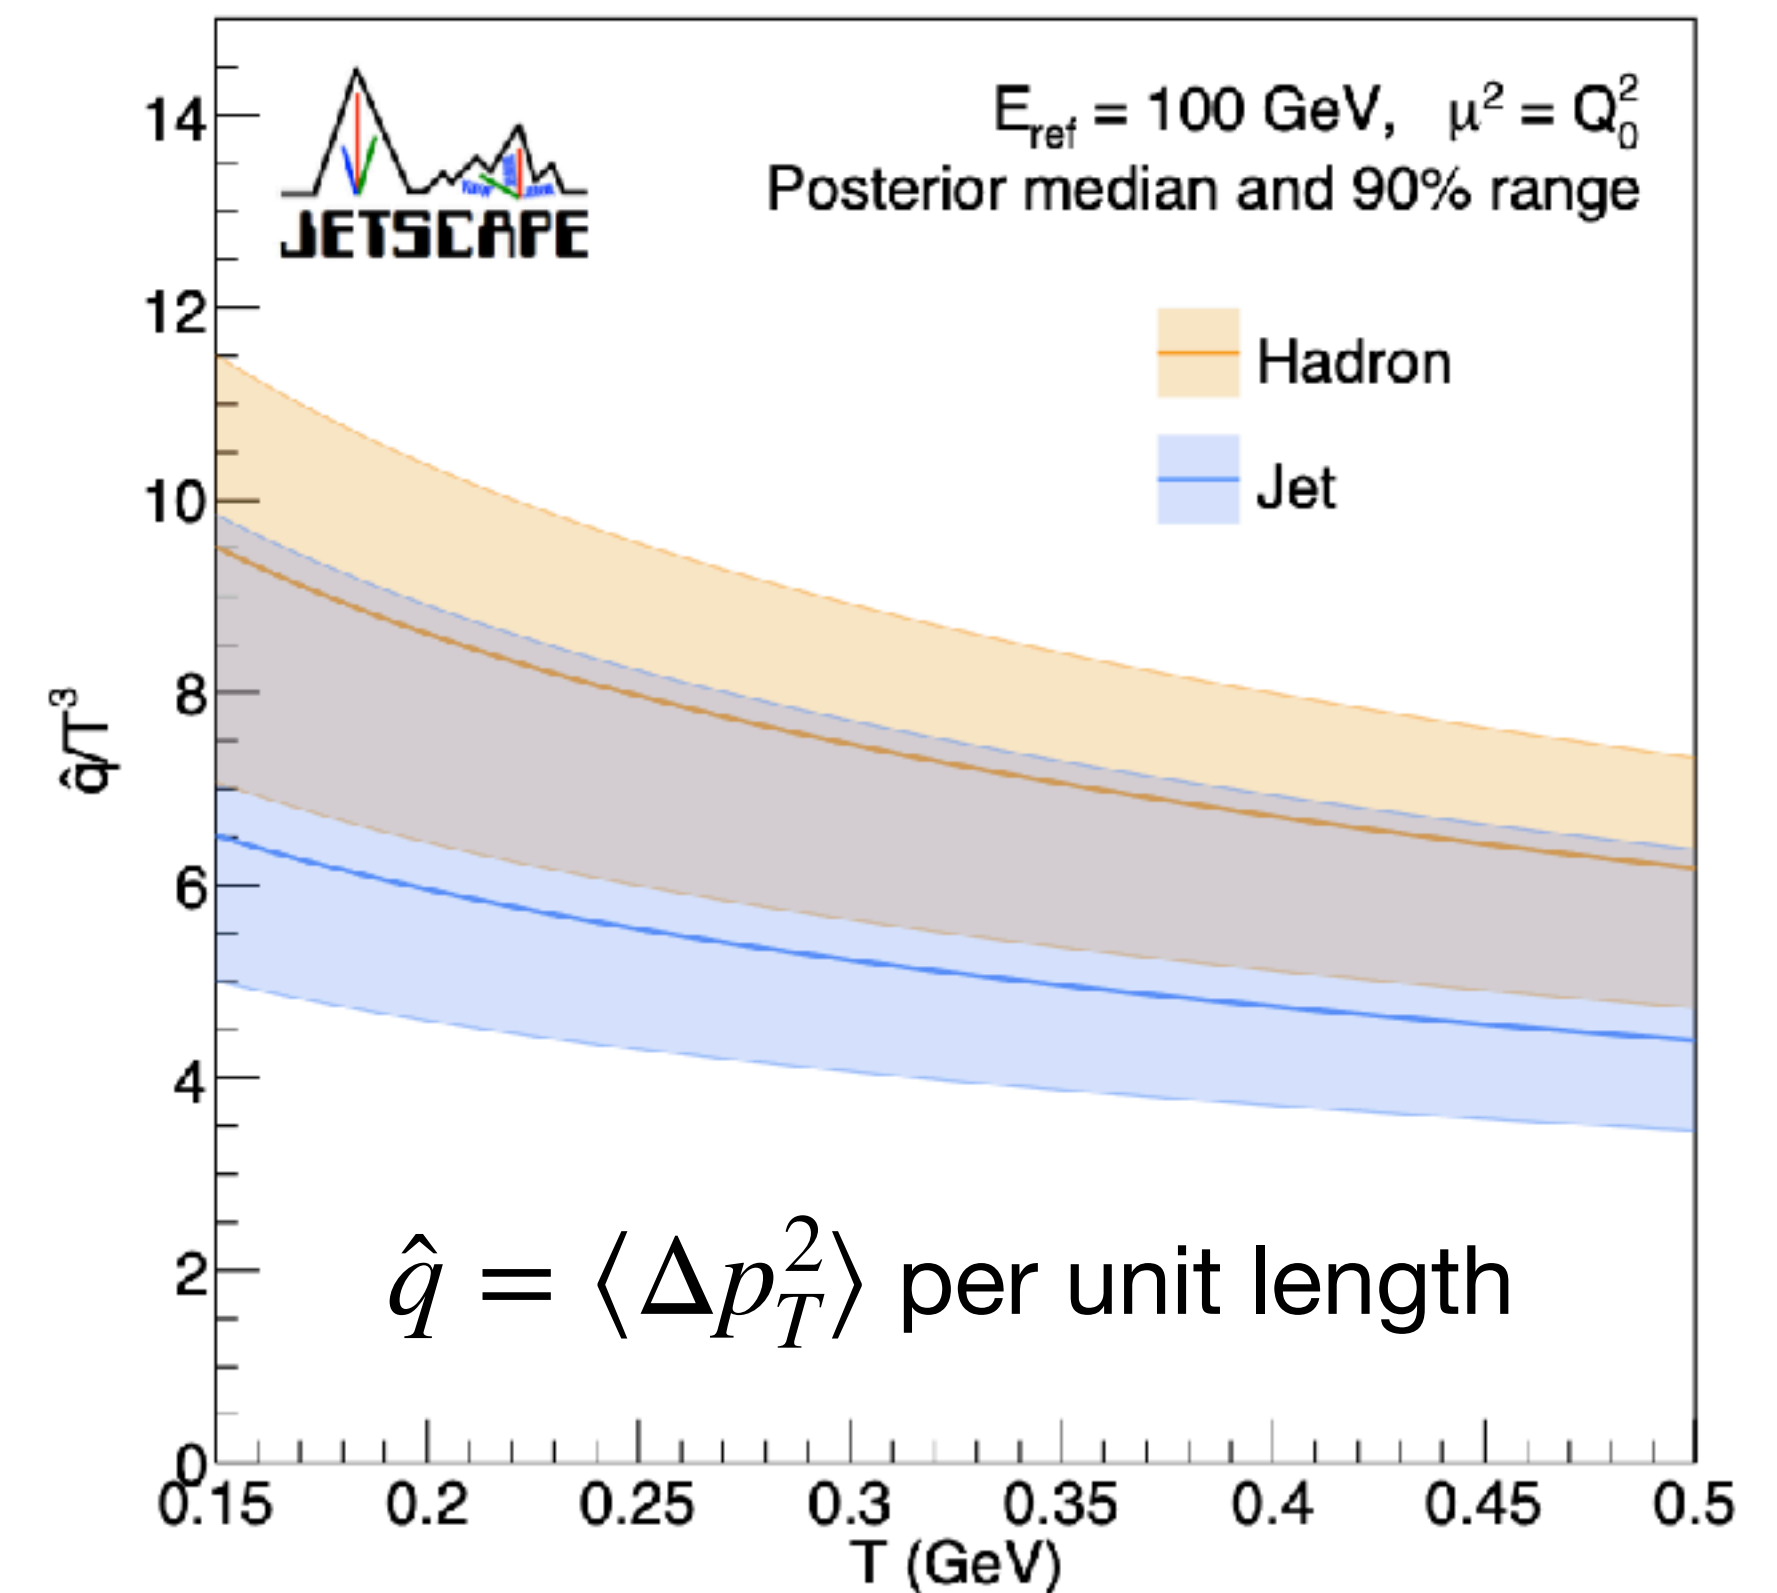 JETSCAPE
E_ref = 100 GeV, μ² = Q₀²
Posterior median and 90% range
Hadron
Jet
q̂/T³
14
12
10
8
6
4
2
0
q̂ = ⟨Δp_T²⟩ per unit length
0.15 0.2 0.25 0.3 0.35 0.4 0.45 0.5
T (GeV)